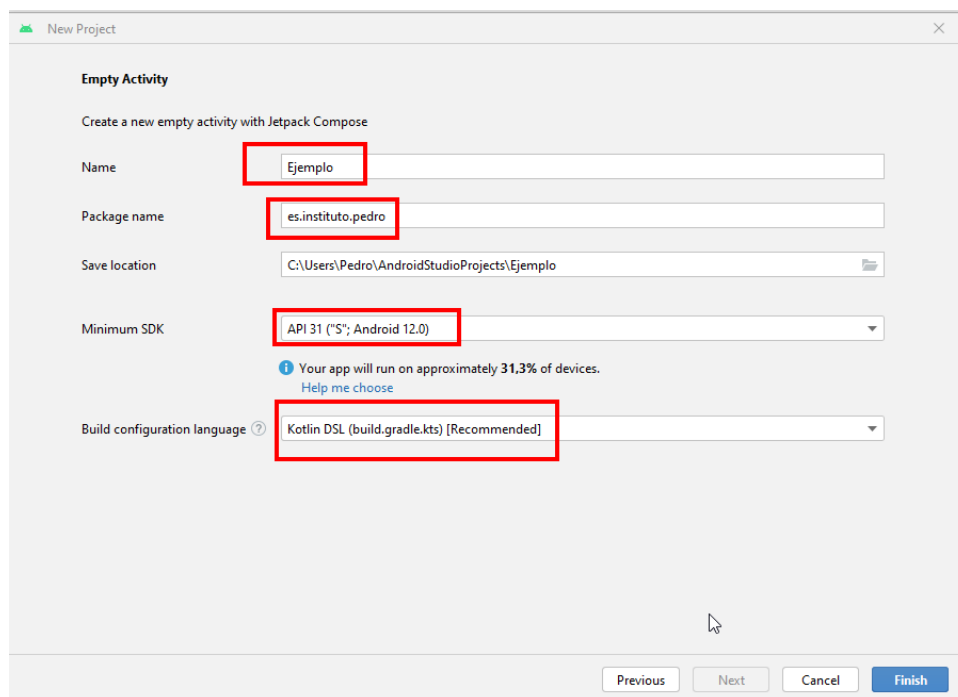 New Project
Empty Activity
Create a new empty activity with Jetpack Compose
Name
Ejemplo
Package name
es.instituto.pedro
Save location
C:\Users\Pedro\AndroidStudioProjects\Ejemplo
Minimum SDK
API 31 ("S"; Android 12.0)
Your app will run on approximately 31,3% of devices.
Help me choose
Build configuration language ?
Kotlin DSL (build.gradle.kts) [Recommended]
Previous
Next
Cancel
Finish